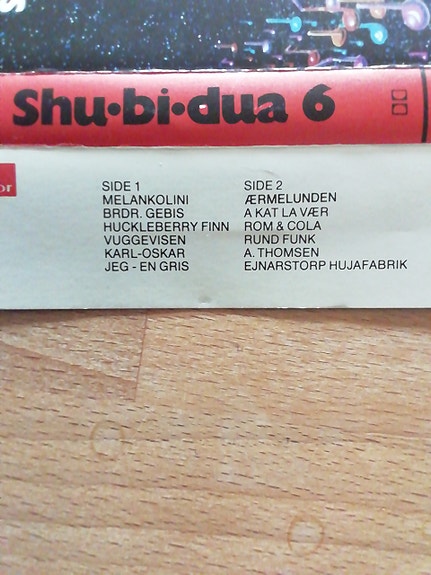 Shu•bi•dua 6
SIDE 1
MELANKOLINI
BRDR. GEBIS
HUCKLEBERRY FINN
VUGGEVISEN
KARL-OSKAR
JEG - EN GRIS
SIDE 2
ÆRMELUNDEN
A KAT LA VÆR
ROM & COLA
RUND FUNK
A. THOMSEN
EJNARSTORP HUJAFABRIK